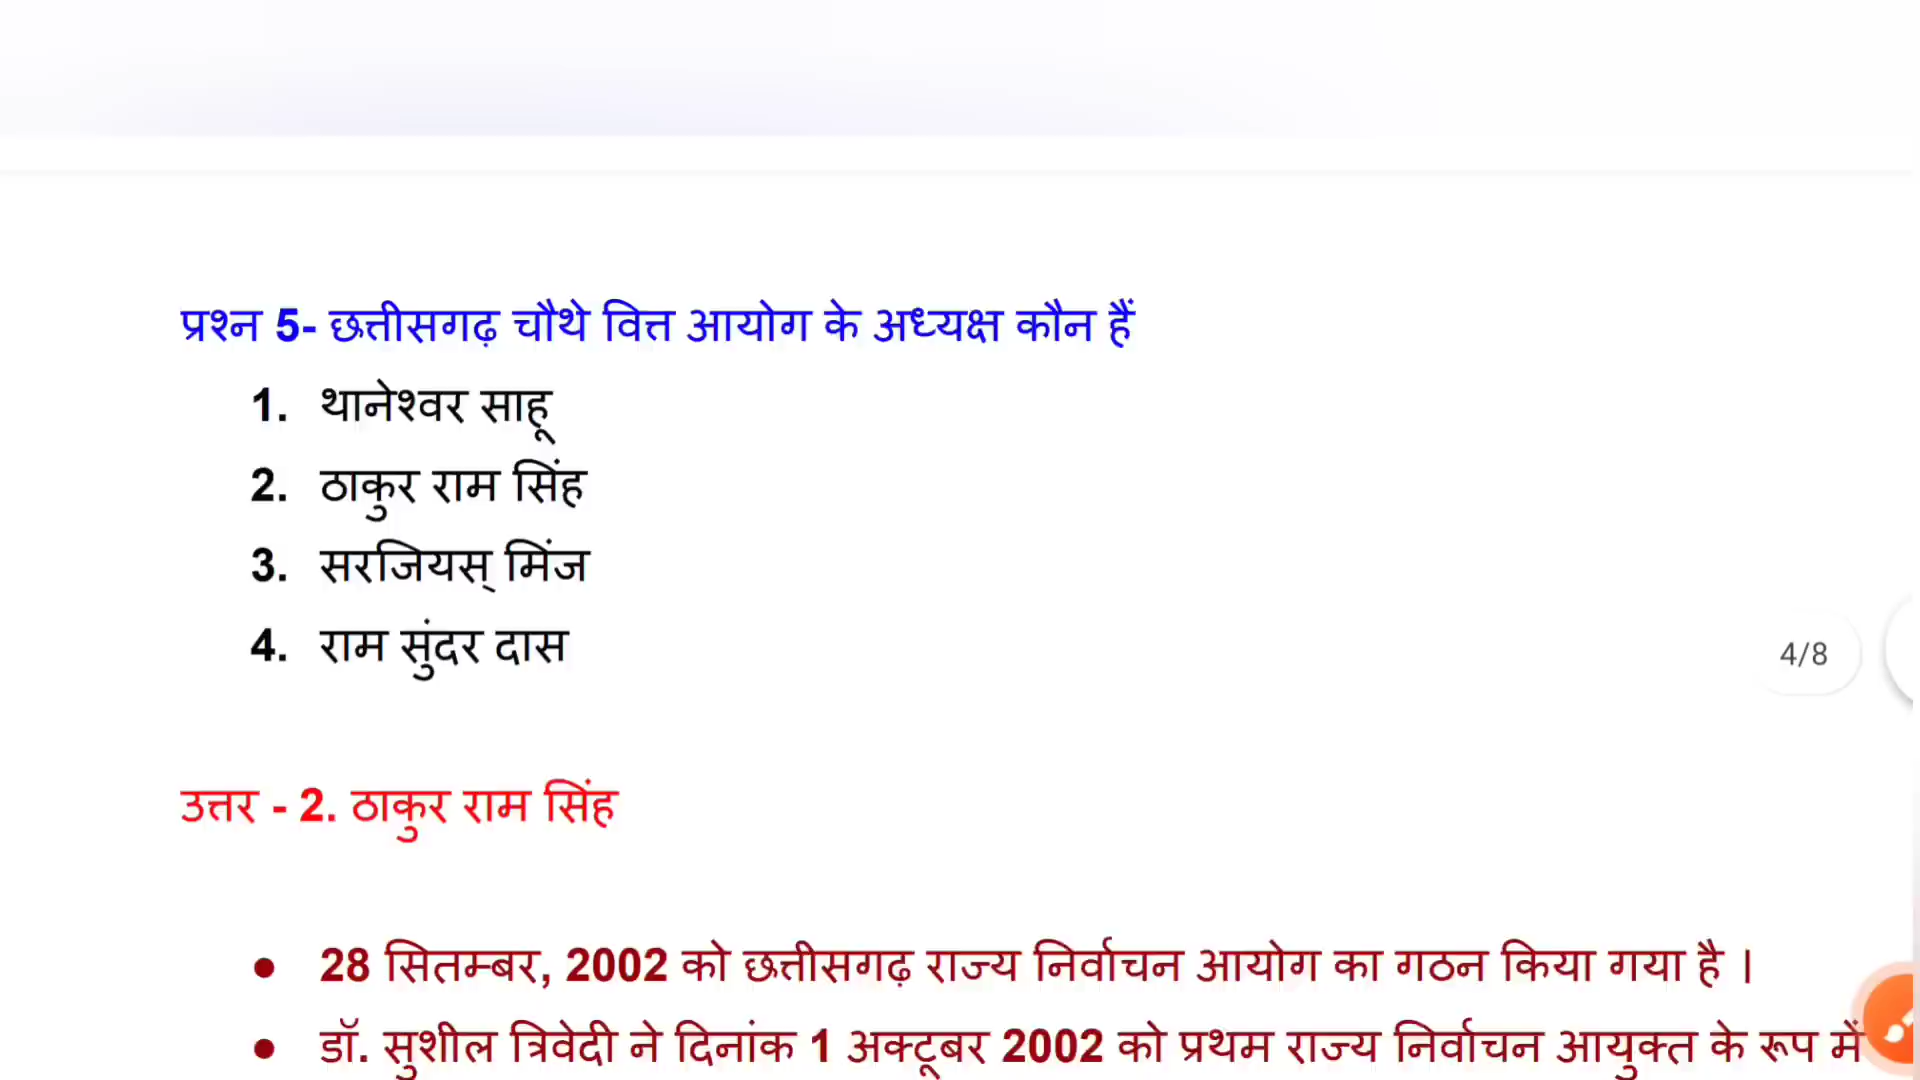 प्रश्न 5- छत्तीसगढ़ चौथे वित्त आयोग के अध्यक्ष कौन हैं
1. थानेश्वर साहू
2. ठाकुर राम सिंह
3. सरजियस् मिंज
4. राम सुंदर दास
4/8
उत्तर - 2. ठाकुर राम सिंह
● 28 सितम्बर, 2002 को छत्तीसगढ़ राज्य निर्वाचन आयोग का गठन किया गया है ।
● डॉ. सुशील त्रिवेदी ने दिनांक 1 अक्टूबर 2002 को प्रथम राज्य निर्वाचन आयुक्त के रूप में